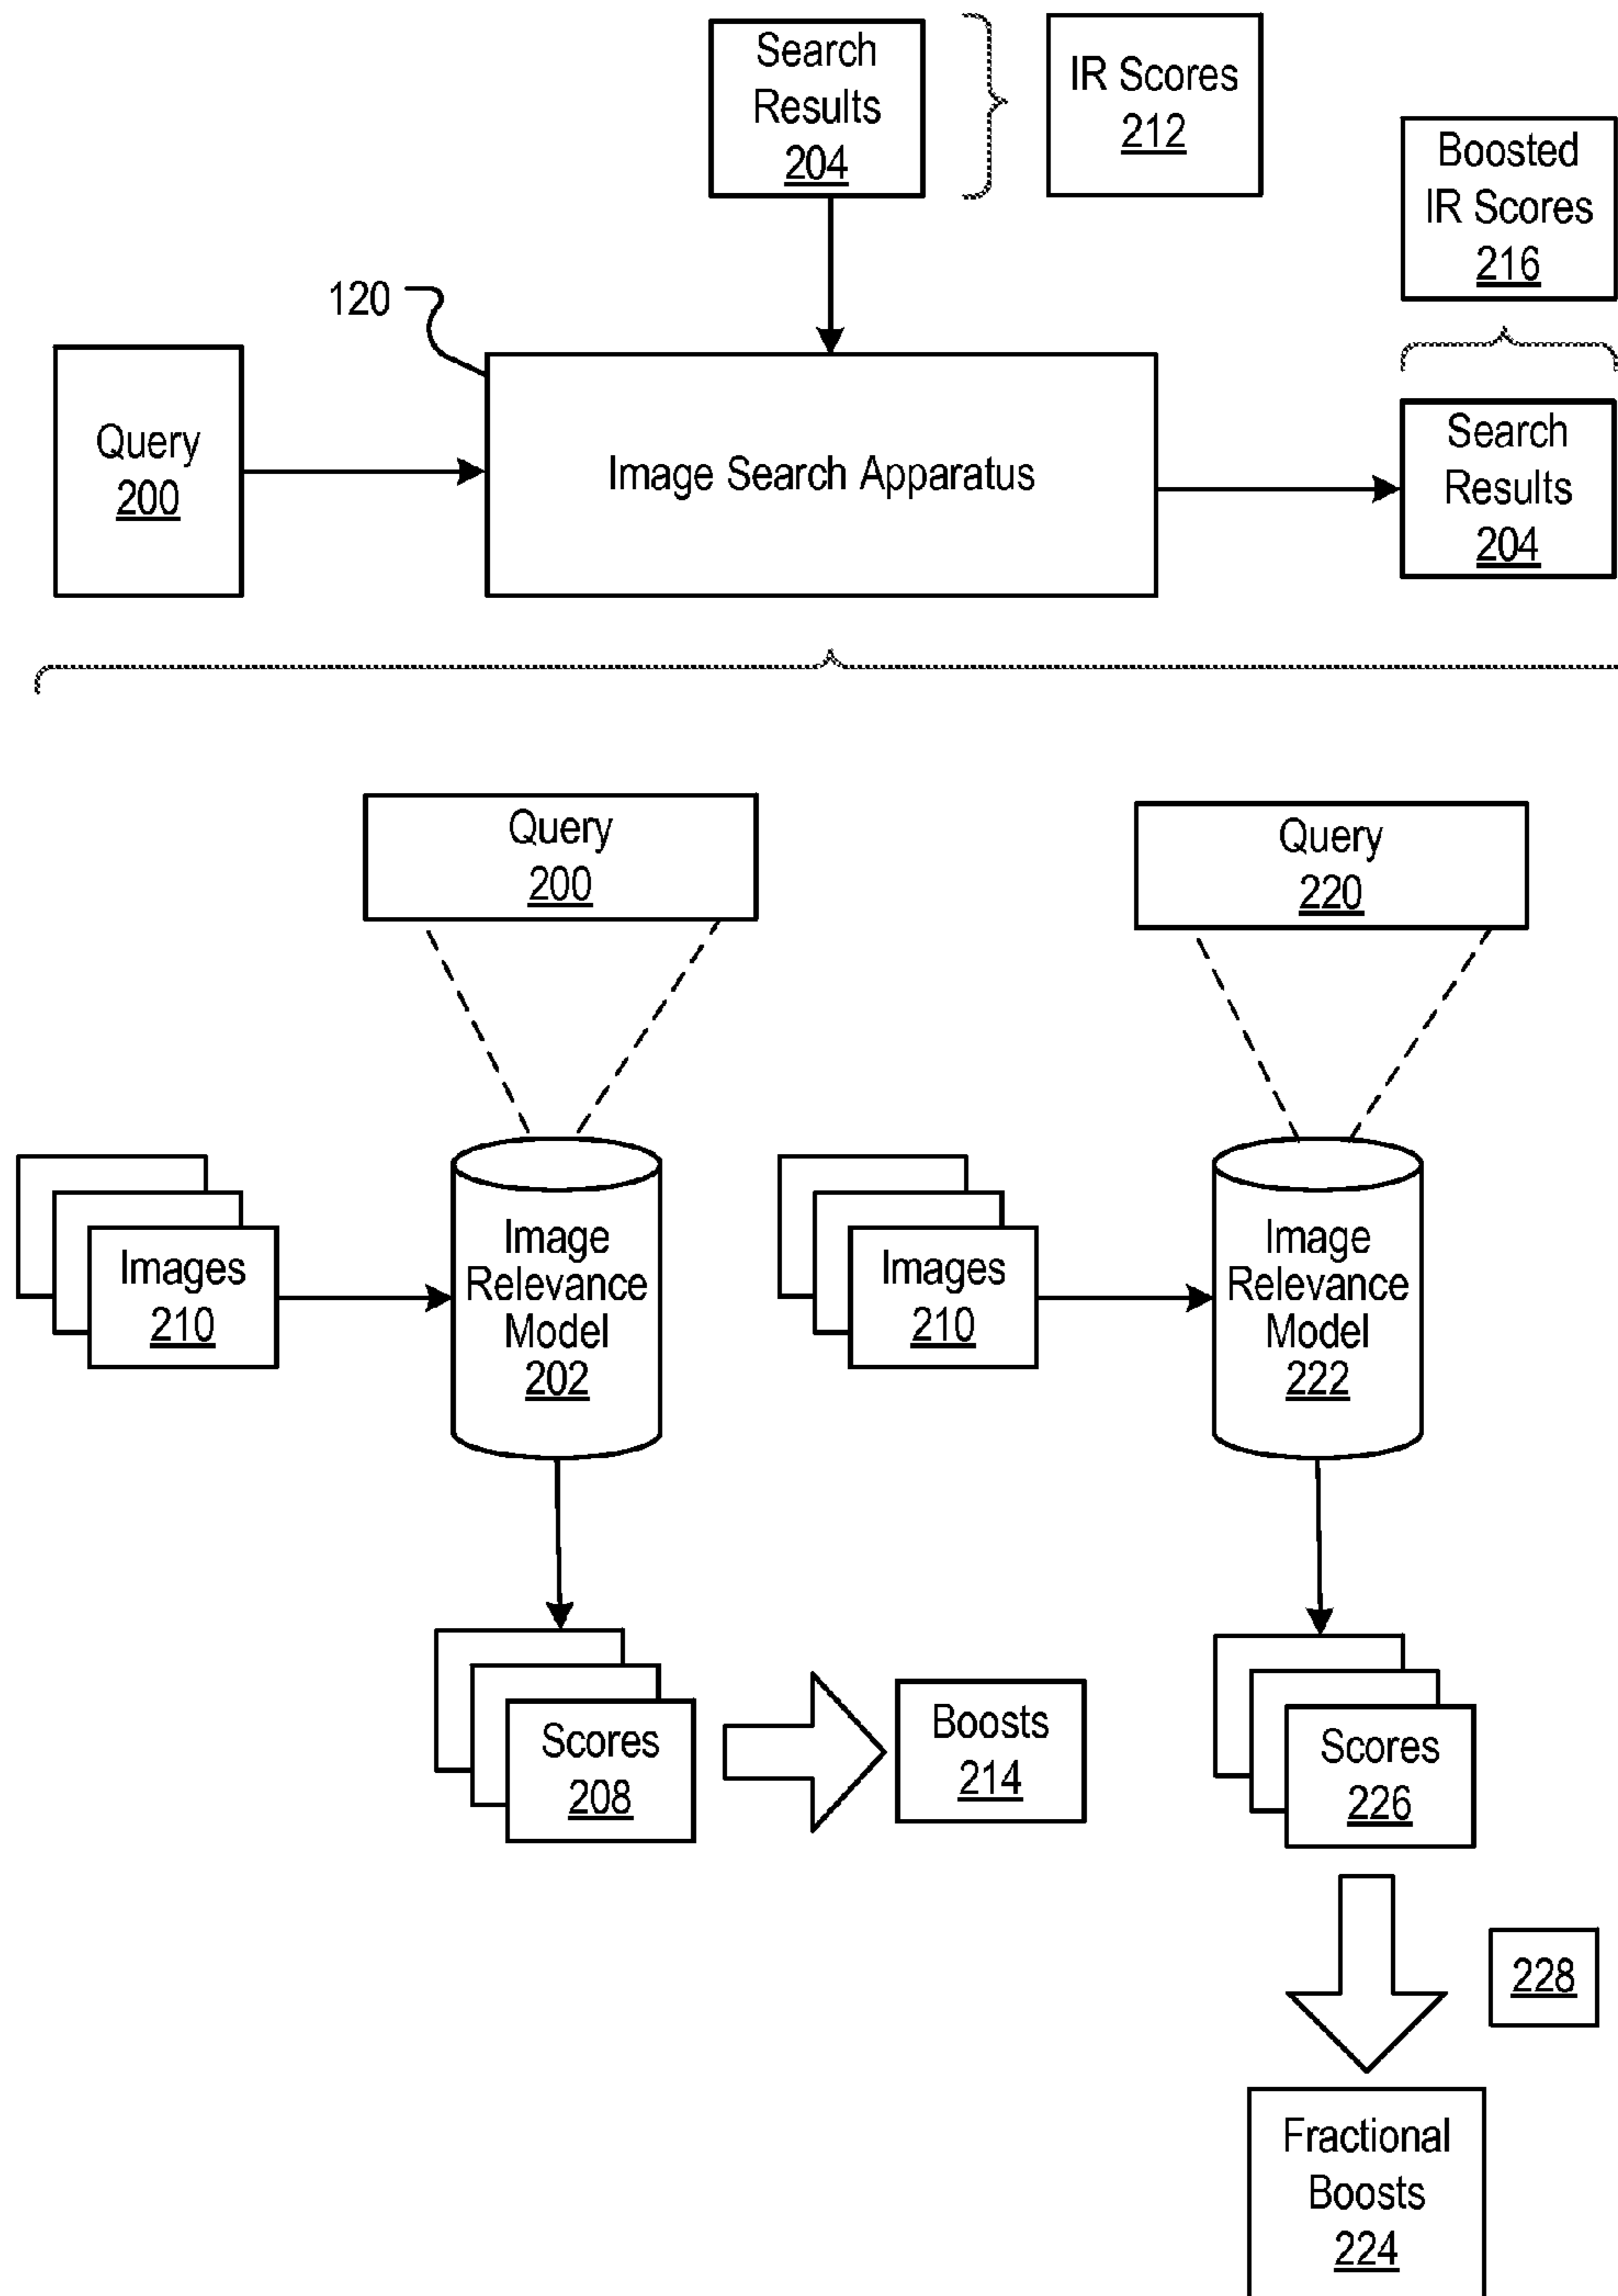 Search
Results
204
IR Scores
212
Boosted
IR Scores
216
120
Query
200
Image Search Apparatus
Search
Results
204
Query
200
Query
220
Images
210
Image
Relevance
Model
202
Images
210
Image
Relevance
Model
222
Scores
208
Boosts
214
Scores
226
228
Fractional
Boosts
224